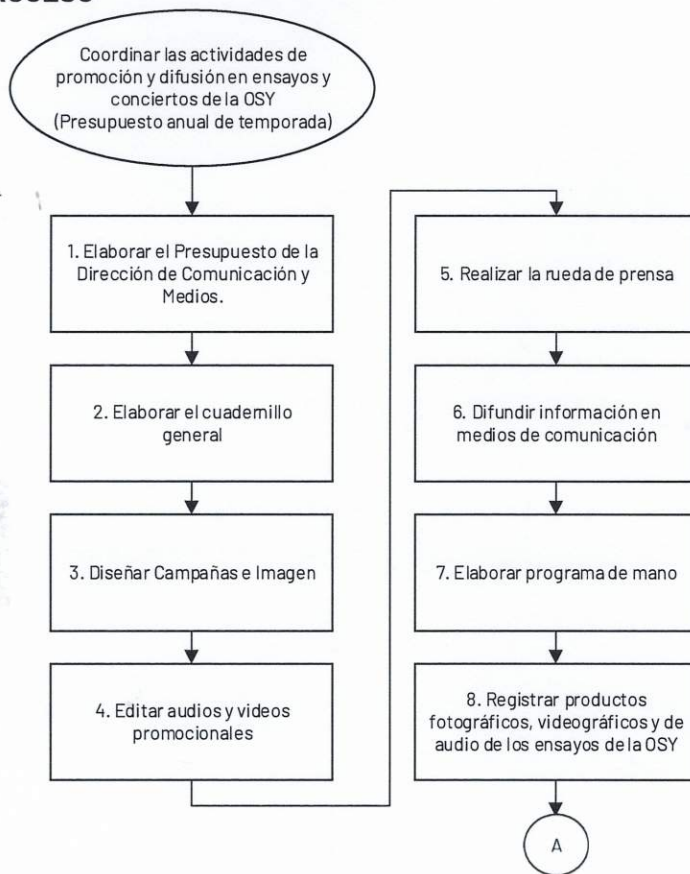 Coordinar las actividades de
promoción y difusión en ensayos y
conciertos de la OSY
(Presupuesto anual de temporada)
1. Elaborar el Presupuesto de la
Dirección de Comunicación y
Medios.
2. Elaborar el cuadernillo
general
3. Diseñar Campañas e Imagen
4. Editar audios y videos
promocionales
5. Realizar la rueda de prensa
6. Difundir información en
medios de comunicación
7. Elaborar programa de mano
8. Registrar productos
fotográficos, videográficos y de
audio de los ensayos de la OSY
A